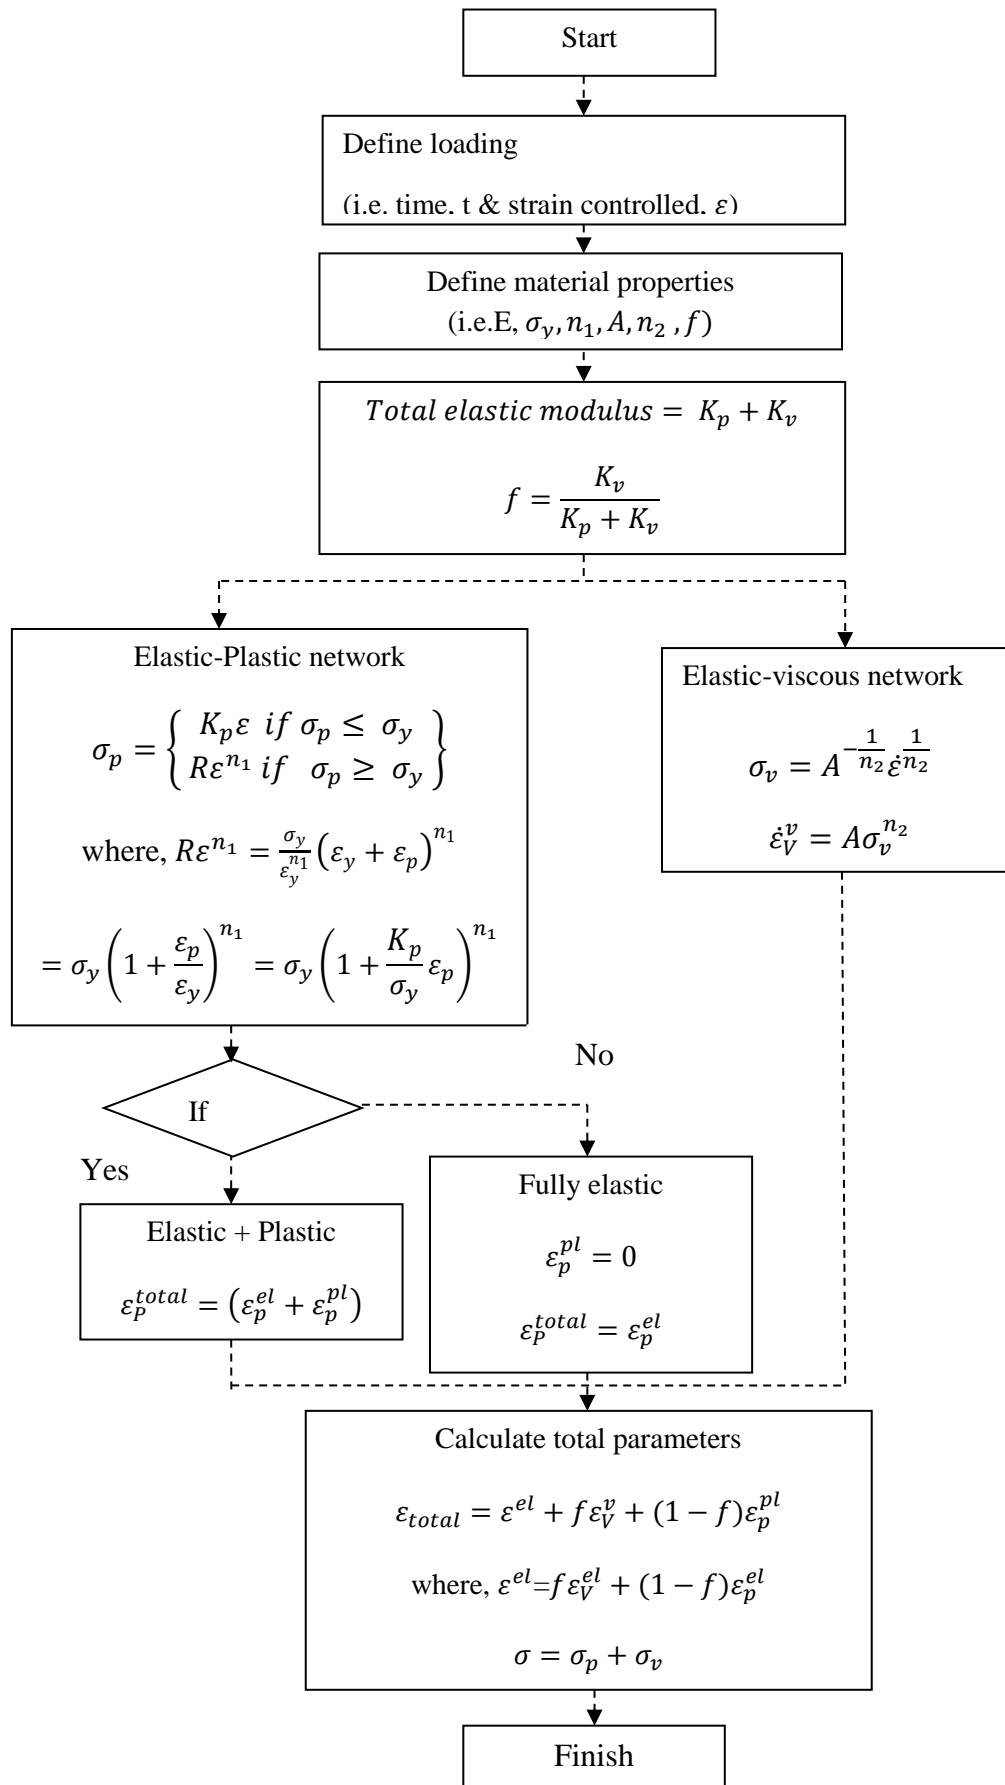 Start
Define loading
(i.e. time, t & strain controlled, ε)
Define material properties
(i.e.E, σ_y, n_1, A, n_2 , f)
Total elastic modulus = K_p + K_v
f = K_v / (K_p + K_v)
Elastic-Plastic network
σ_p = { K_p ε if σ_p ≤ σ_y
Rε^{n_1} if σ_p ≥ σ_y }
where, Rε^{n_1} = σ_y / ε_y^{n_1} (ε_y + ε_p)^{n_1}
= σ_y (1 + ε_p / ε_y)^{n_1} = σ_y (1 + K_p / σ_y ε_p)^{n_1}
Elastic-viscous network
σ_v = A^{-1/n_2} ε̇^{1/n_2}
ε̇_V^v = Aσ_v^{n_2}
No
If
Yes
Elastic + Plastic
ε_P^{total} = (ε_p^{el} + ε_p^{pl})
Fully elastic
ε_p^{pl} = 0
ε_P^{total} = ε_p^{el}
Calculate total parameters
ε_{total} = ε^{el} + fε_V^v + (1 − f)ε_p^{pl}
where, ε^{el}=fε_V^{el} + (1 − f)ε_p^{el}
σ = σ_p + σ_v
Finish